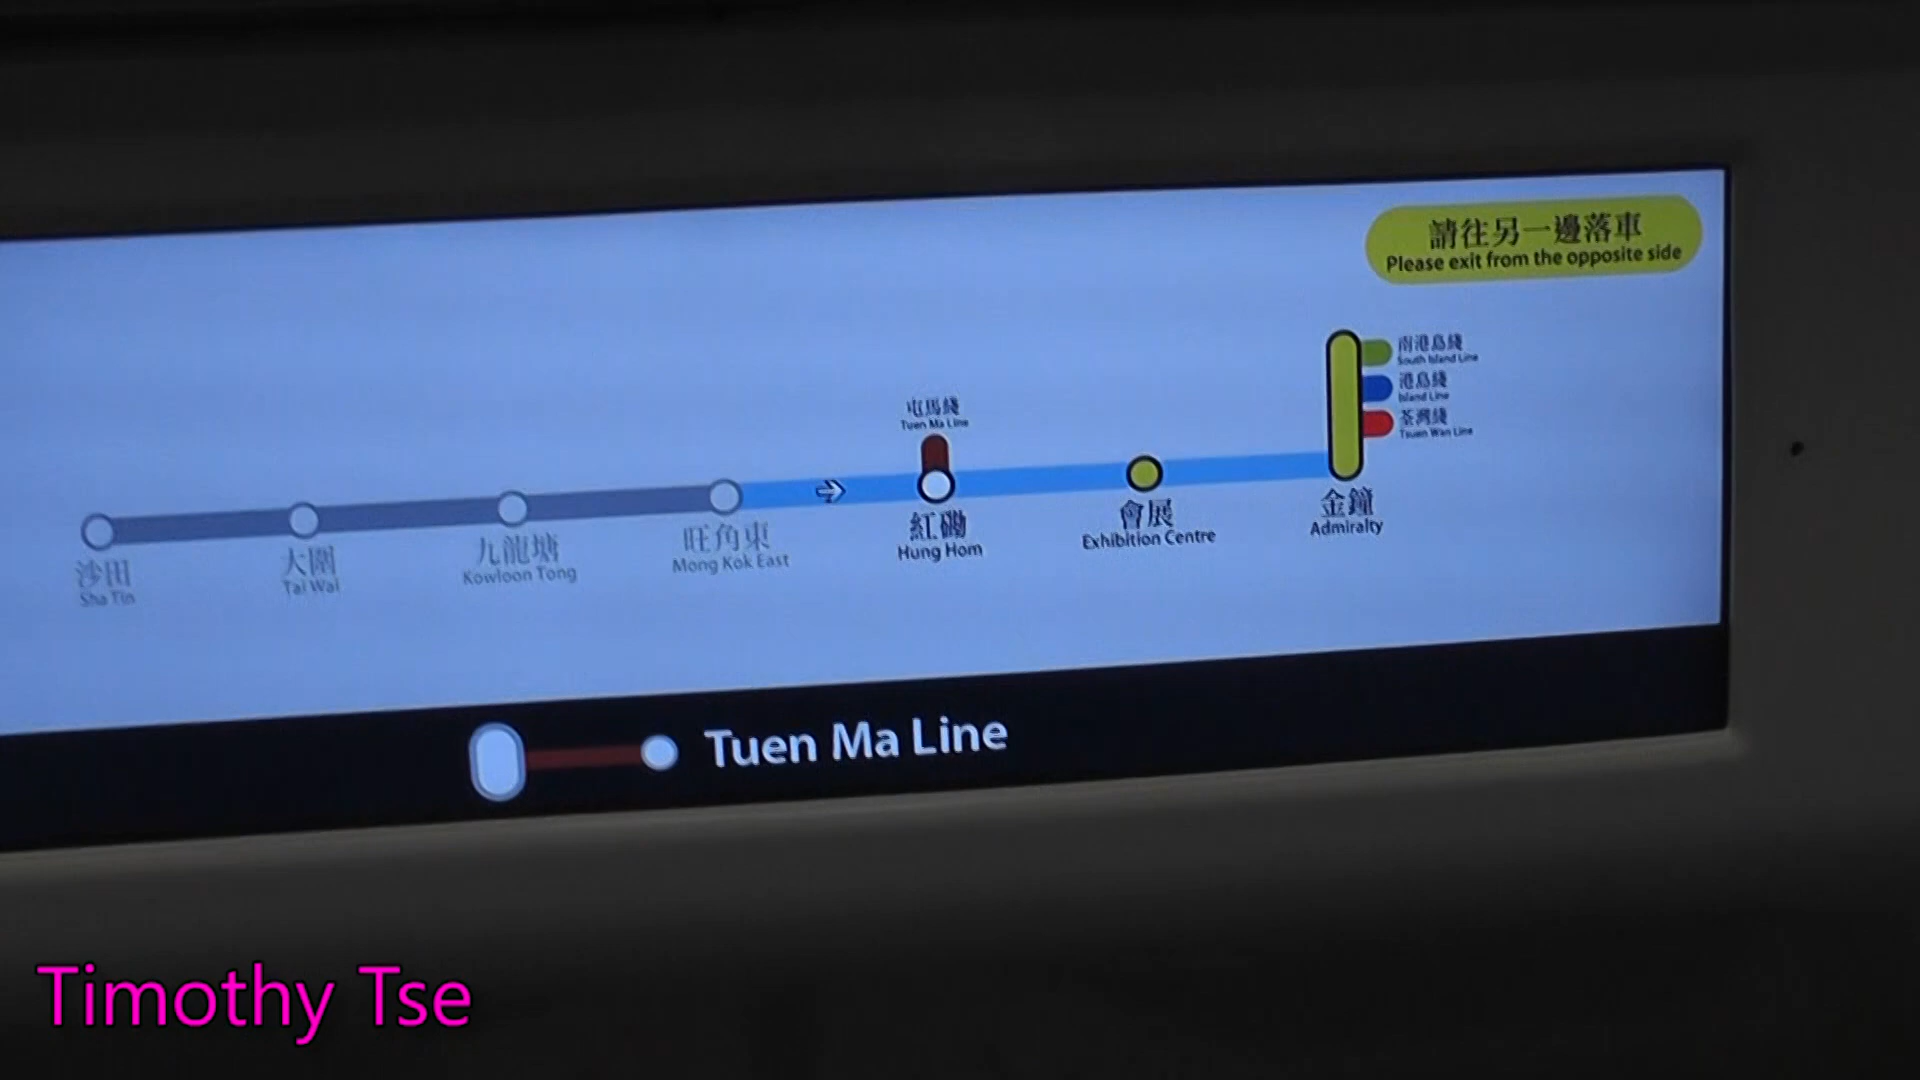 請往另一邊落車
Please exit from the opposite side
南港島綫
South Island Line
港島綫
Island Line
荃灣綫
Tsuen Wan Line
屯馬綫
Tuen Ma Line
沙田
Sha Tin
大圍
Tai Wai
九龍塘
Kowloon Tong
旺角東
Mong Kok East
紅磡
Hung Hom
會展
Exhibition Centre
金鐘
Admiralty
Tuen Ma Line
Timothy Tse